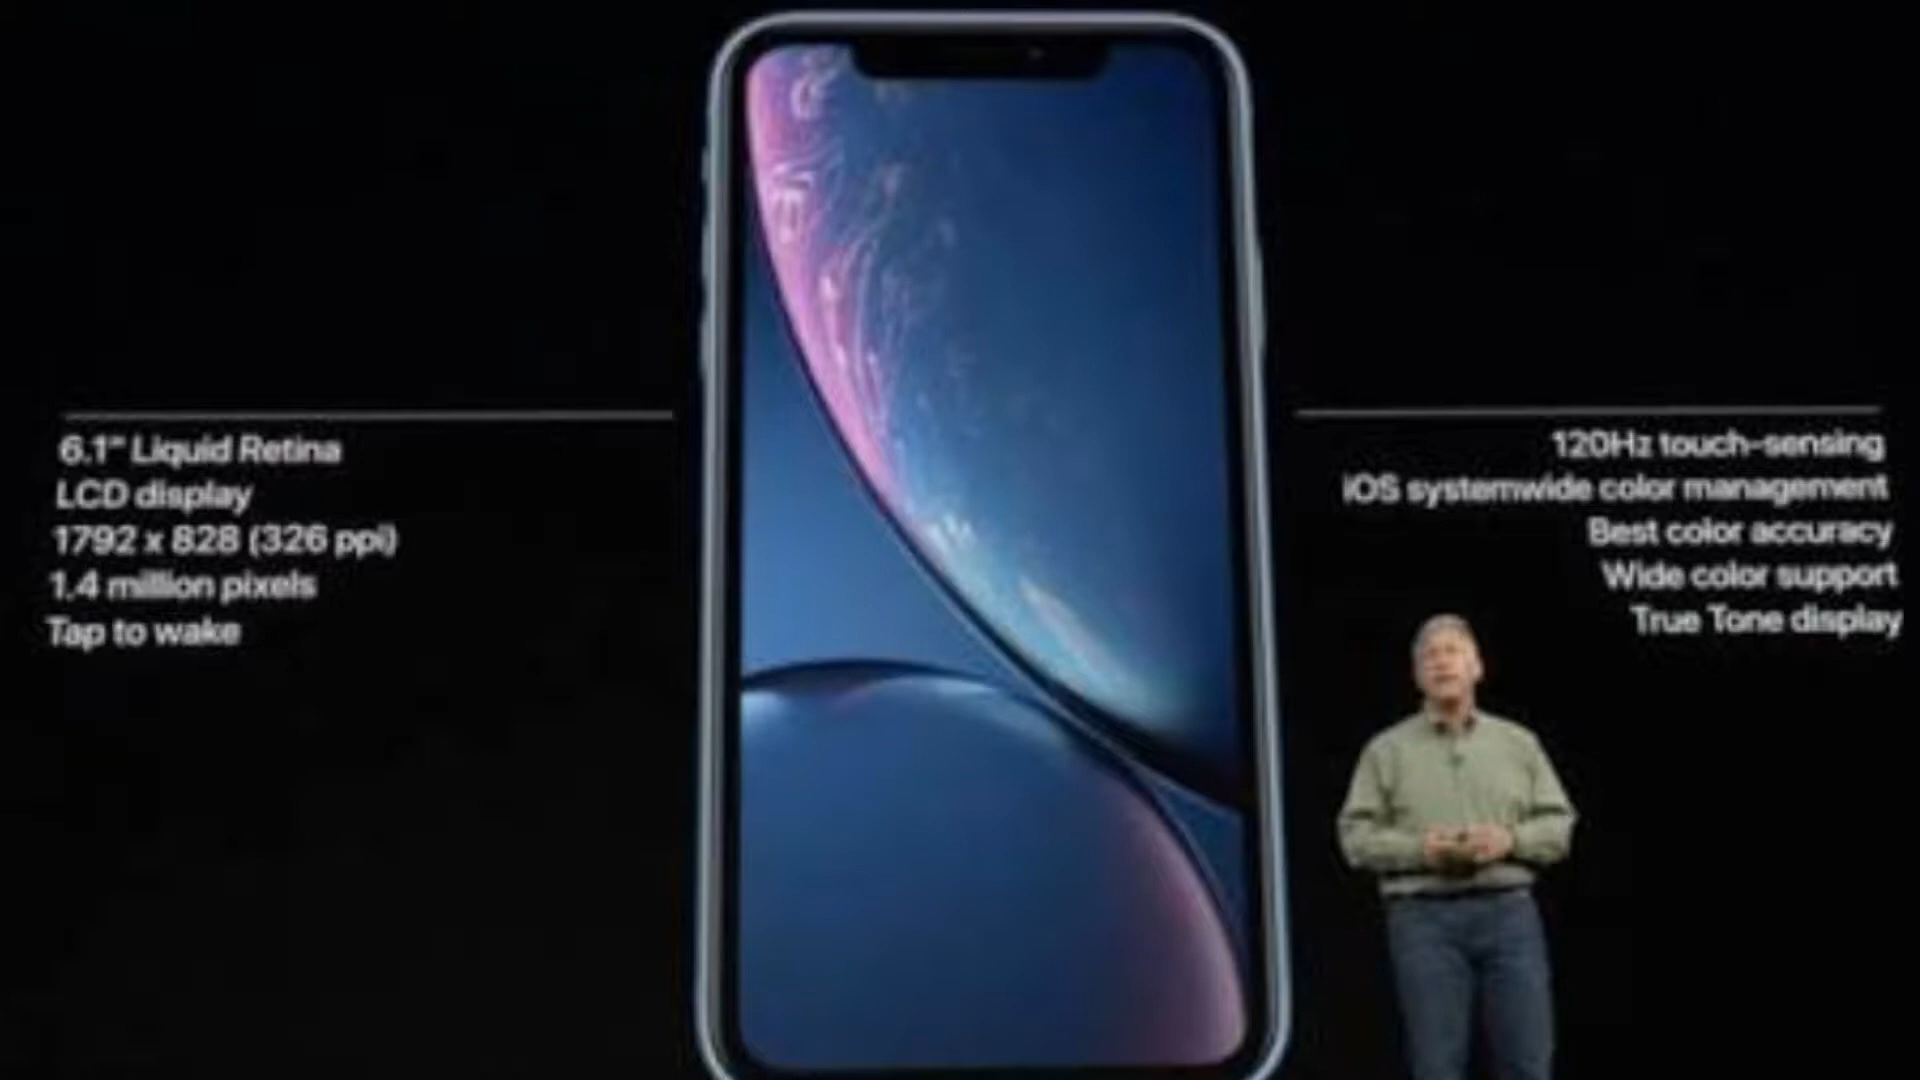 6.1" Liquid Retina
LCD display
1792 x 828 (326 ppi)
1.4 million pixels
Tap to wake
120Hz touch-sensing
iOS systemwide color management
Best color accuracy
Wide color support
True Tone display